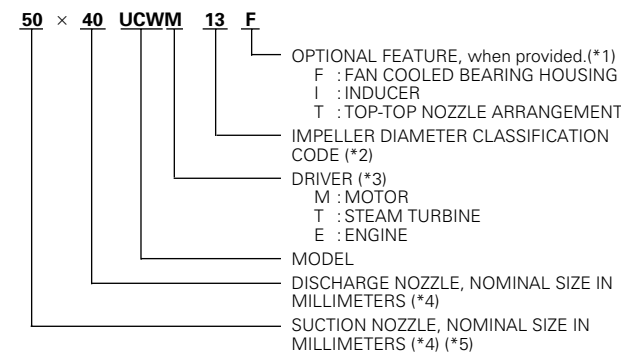 50 × 40 UCWM 13 F
OPTIONAL FEATURE, when provided.(*1)
F : FAN COOLED BEARING HOUSING
I : INDUCER
T : TOP-TOP NOZZLE ARRANGEMENT
IMPELLER DIAMETER CLASSIFICATION
CODE (*2)
DRIVER (*3)
M : MOTOR
T : STEAM TURBINE
E : ENGINE
MODEL
DISCHARGE NOZZLE, NOMINAL SIZE IN
MILLIMETERS (*4)
SUCTION NOZZLE, NOMINAL SIZE IN
MILLIMETERS (*4) (*5)